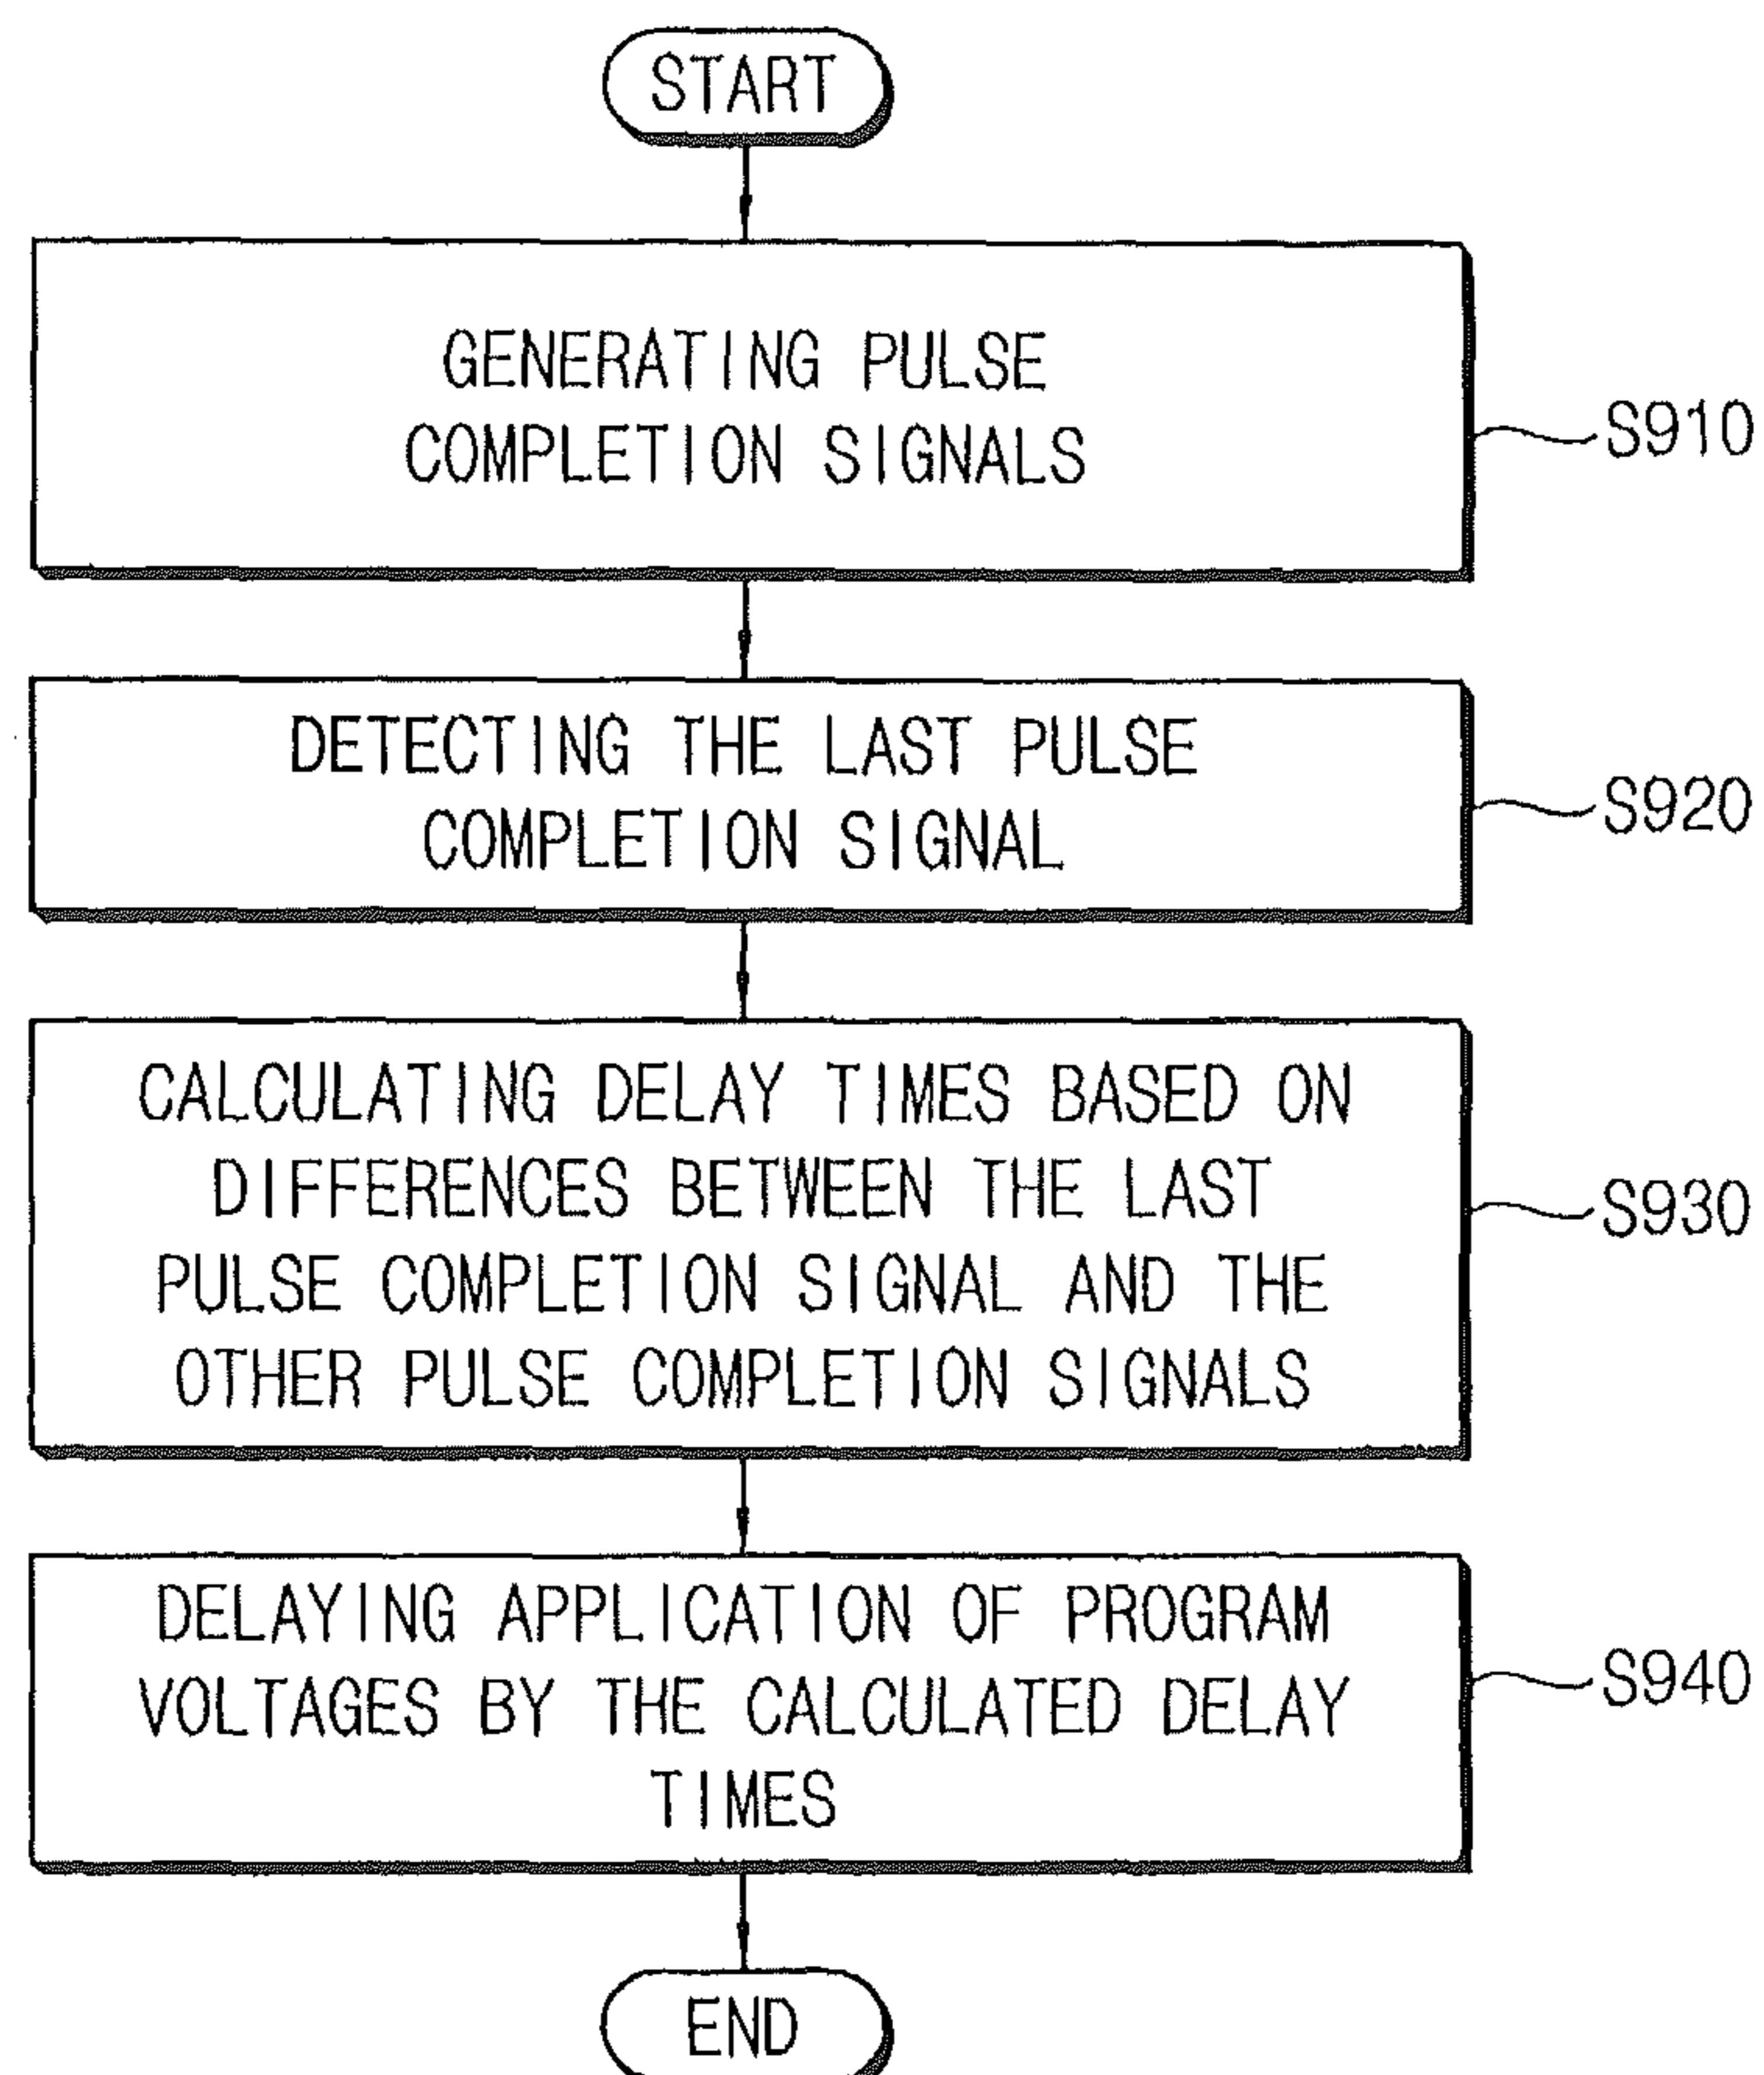 START
GENERATING PULSE
COMPLETION SIGNALS
S910
DETECTING THE LAST PULSE
COMPLETION SIGNAL
S920
CALCULATING DELAY TIMES BASED ON
DIFFERENCES BETWEEN THE LAST
PULSE COMPLETION SIGNAL AND THE
OTHER PULSE COMPLETION SIGNALS
S930
DELAYING APPLICATION OF PROGRAM
VOLTAGES BY THE CALCULATED DELAY
TIMES
S940
END